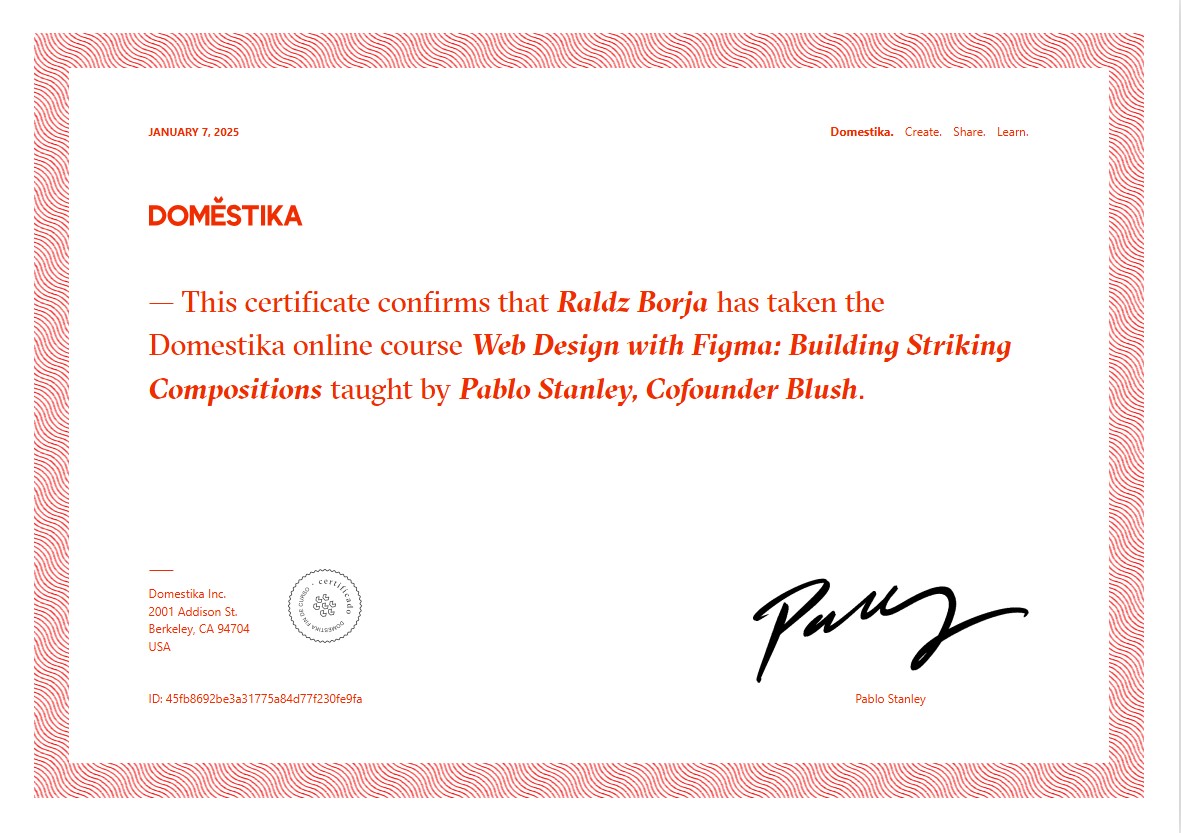 JANUARY 7, 2025
Domestika. Create. Share. Learn.
DOMĔSTIKA
— This certificate confirms that Raldz Borja has taken the
Domestika online course Web Design with Figma: Building Striking
Compositions taught by Pablo Stanley, Cofounder Blush.
Domestika Inc.
2001 Addison St.
Berkeley, CA 94704
USA
· certificado ·
DOMESTIKA FIN DE CURSO
ID: 45fb8692be3a31775a84d77f230fe9fa
Pablo Stanley